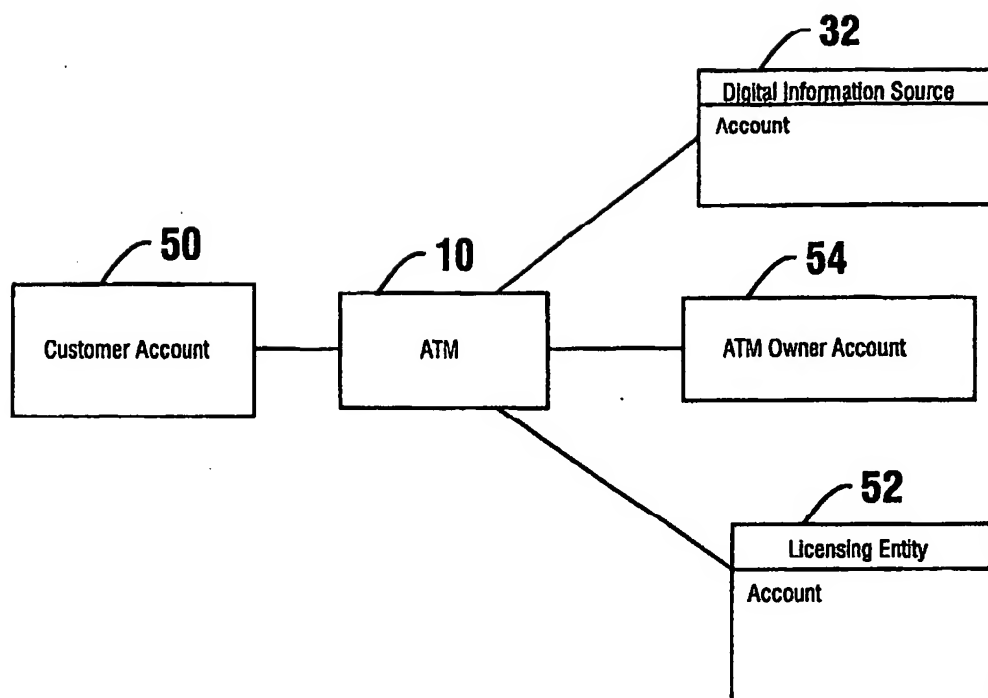 32
Digital Information Source
Account
50
10
54
Customer Account
ATM
ATM Owner Account
52
Licensing Entity
Account